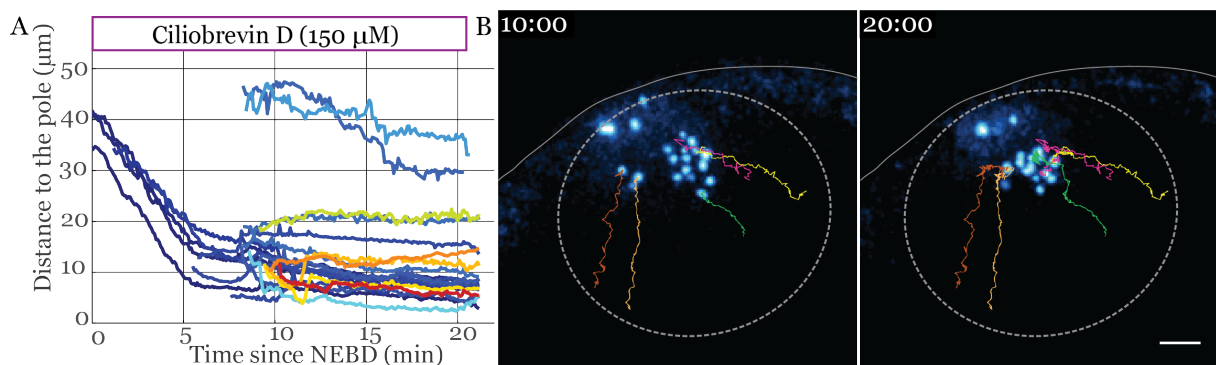 A
Ciliobrevin D (150 μM)
Distance to the pole (μm)
50
40
30
20
10
0
0
5
10
15
20
Time since NEBD (min)
B
10:00
20:00